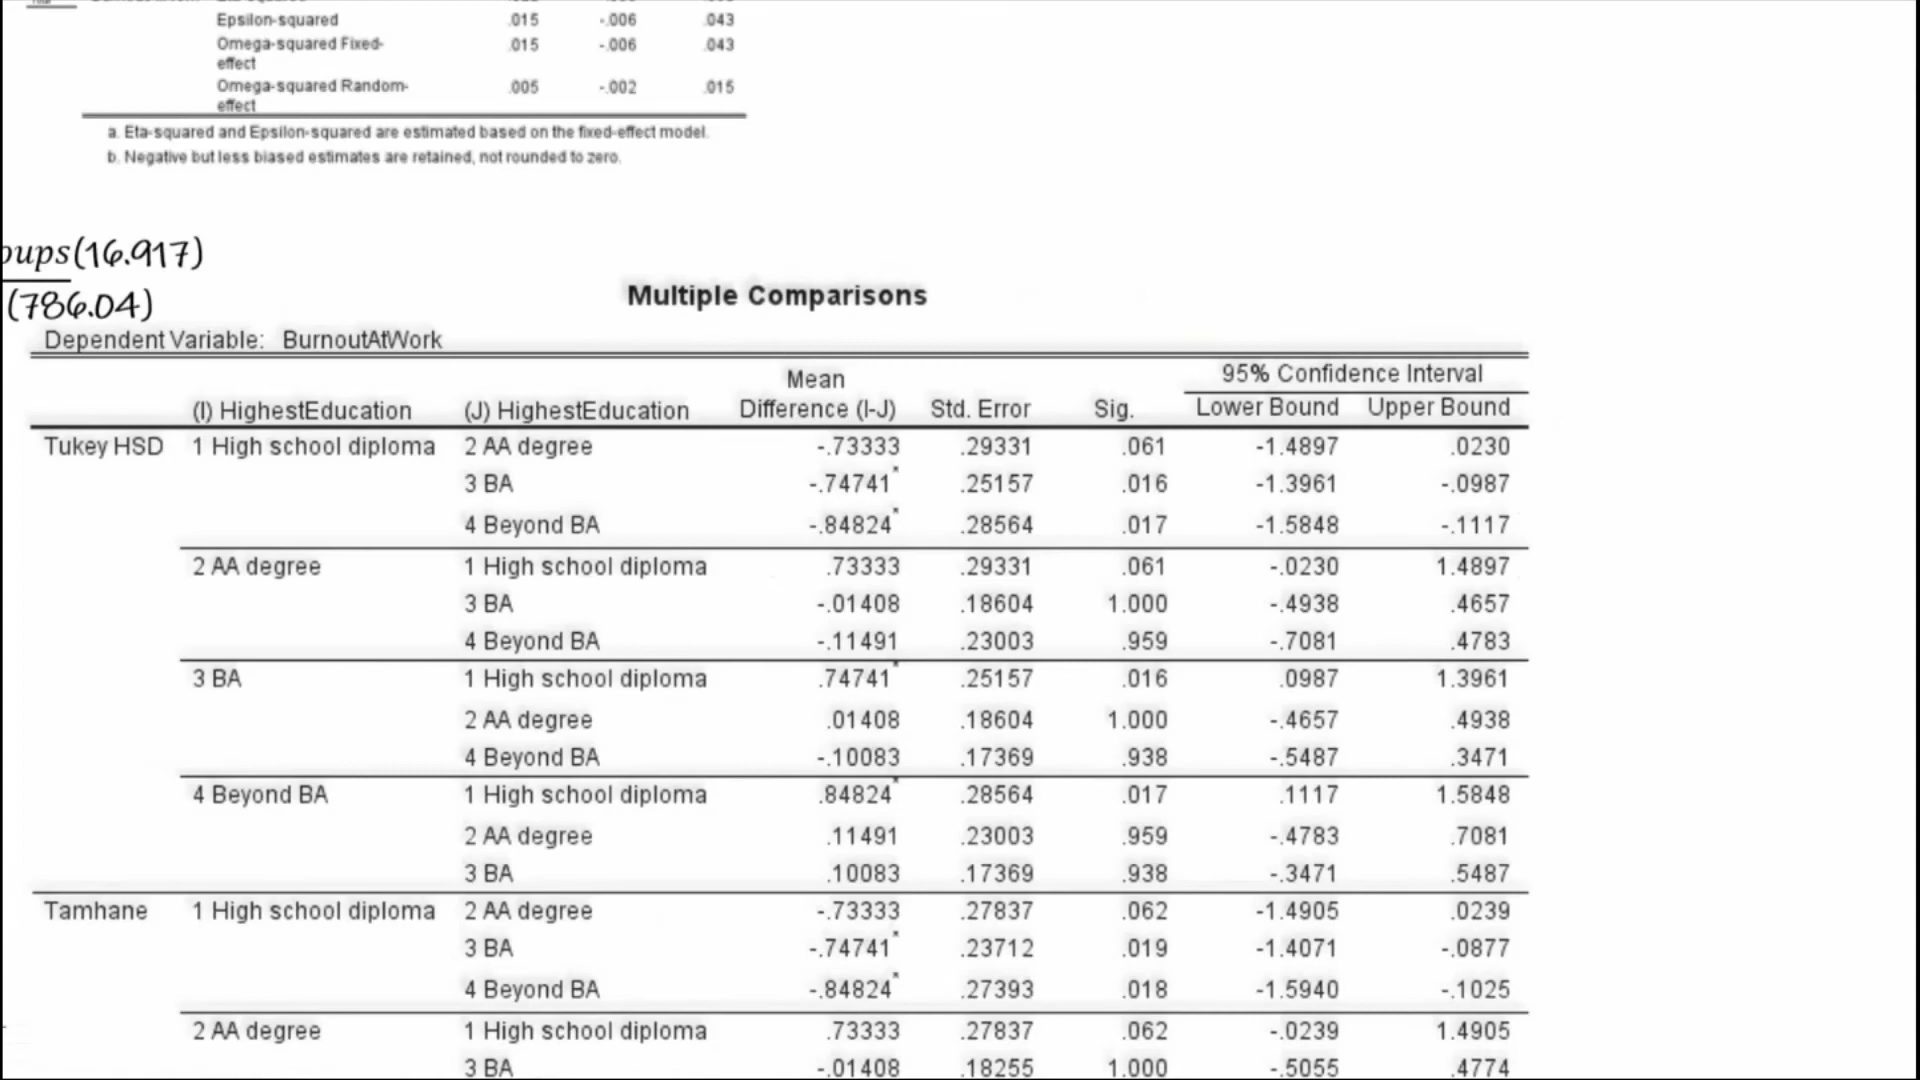 Epsilon-squared .015 -.006 .043
Omega-squared Fixed- .015 -.006 .043
effect
Omega-squared Random- .005 -.002 .015
effect
a. Eta-squared and Epsilon-squared are estimated based on the fixed-effect model.
b. Negative but less biased estimates are retained, not rounded to zero.
oups(16.917)
(786.04)
Multiple Comparisons
Dependent Variable: BurnoutAtWork
95% Confidence Interval
Mean
(I) HighestEducation (J) HighestEducation Difference (I-J) Std. Error Sig. Lower Bound Upper Bound
Tukey HSD 1 High school diploma 2 AA degree -.73333 .29331 .061 -1.4897 .0230
3 BA -.74741* .25157 .016 -1.3961 -.0987
4 Beyond BA -.84824* .28564 .017 -1.5848 -.1117
2 AA degree 1 High school diploma .73333 .29331 .061 -.0230 1.4897
3 BA -.01408 .18604 1.000 -.4938 .4657
4 Beyond BA -.11491 .23003 .959 -.7081 .4783
3 BA 1 High school diploma .74741* .25157 .016 .0987 1.3961
2 AA degree .01408 .18604 1.000 -.4657 .4938
4 Beyond BA -.10083 .17369 .938 -.5487 .3471
4 Beyond BA 1 High school diploma .84824* .28564 .017 .1117 1.5848
2 AA degree .11491 .23003 .959 -.4783 .7081
3 BA .10083 .17369 .938 -.3471 .5487
Tamhane 1 High school diploma 2 AA degree -.73333 .27837 .062 -1.4905 .0239
3 BA -.74741* .23712 .019 -1.4071 -.0877
4 Beyond BA -.84824* .27393 .018 -1.5940 -.1025
2 AA degree 1 High school diploma .73333 .27837 .062 -.0239 1.4905
3 BA -.01408 .18255 1.000 -.5055 .4774